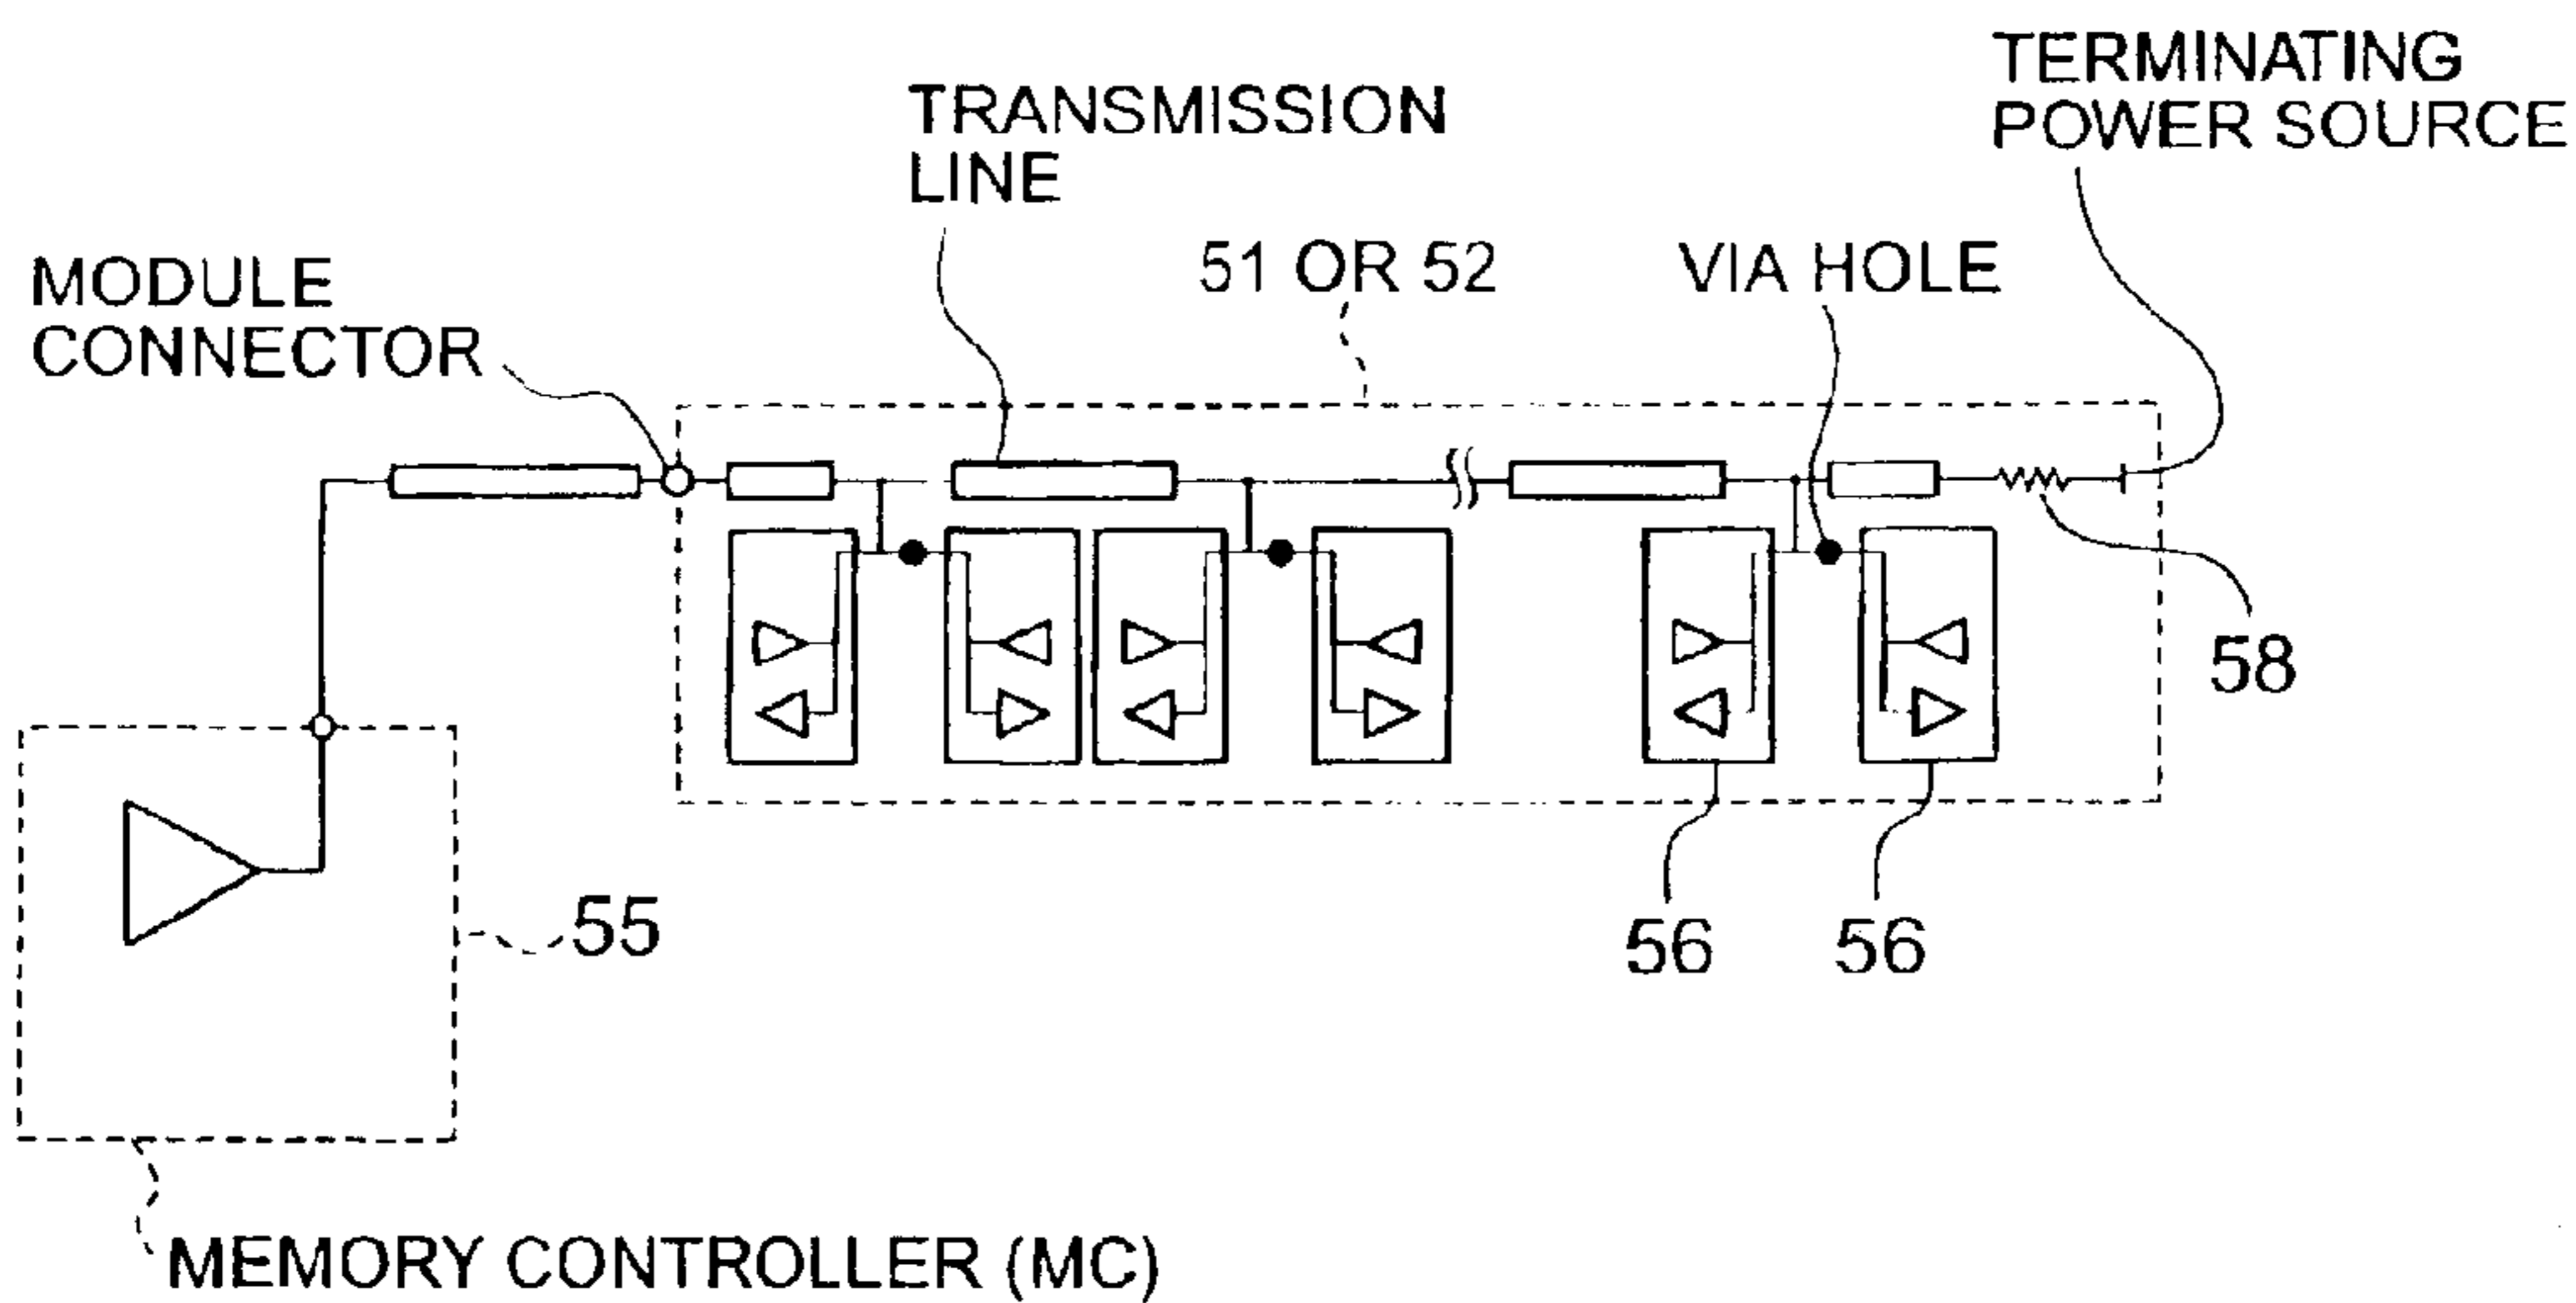 TERMINATING
POWER SOURCE
TRANSMISSION
LINE
51 OR 52
VIA HOLE
MODULE
CONNECTOR
58
55
56
56
MEMORY CONTROLLER (MC)